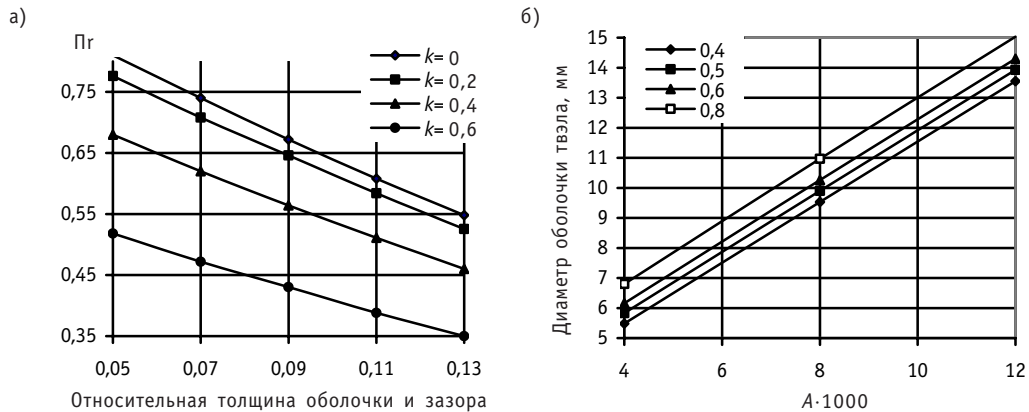 а)
Пr
0,75
0,65
0,55
0,45
0,35
0,05 0,07 0,09 0,11 0,13
k= 0
k= 0,2
k= 0,4
k= 0,6
Относительная толщина оболочки и зазора
б)
Диаметр оболочки твэла, мм
15
14
13
12
11
10
9
8
7
6
5
4 6 8 10 12
0,4
0,5
0,6
0,8
А·1000